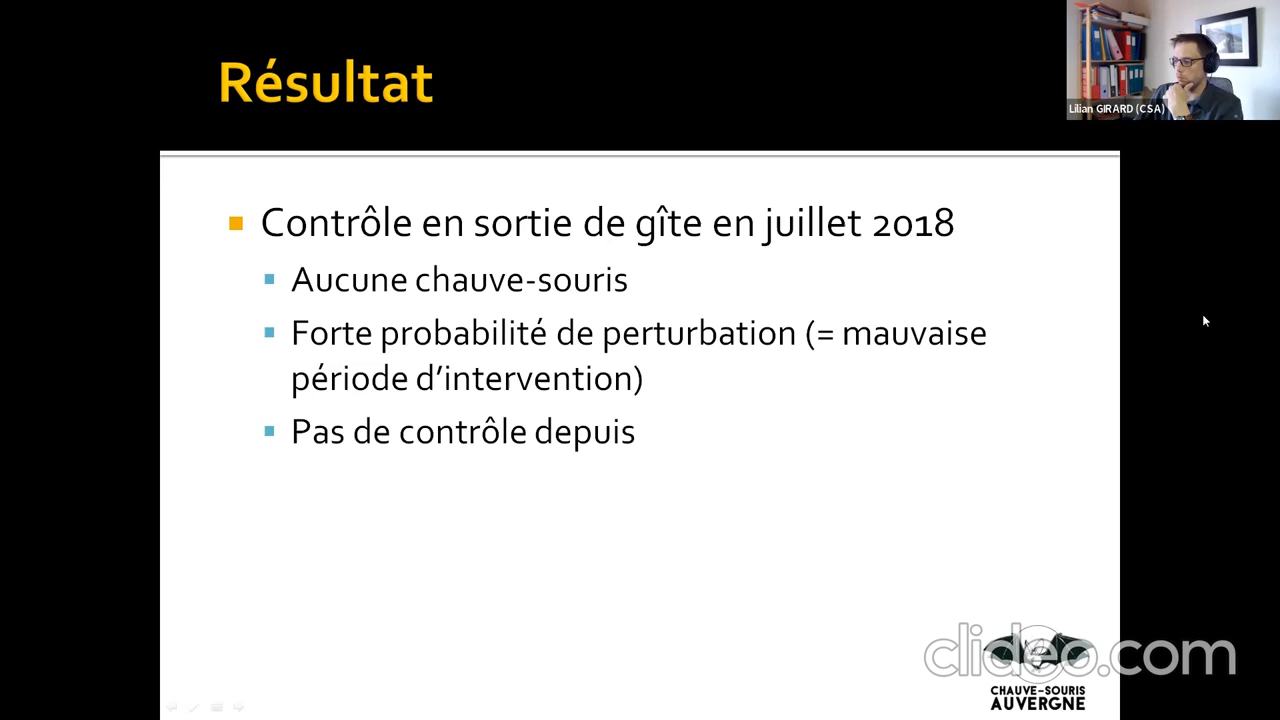 Résultat
Lilian GIRARD (CSA)
Contrôle en sortie de gîte en juillet 2018
Aucune chauve-souris
Forte probabilité de perturbation (= mauvaise
période d’intervention)
Pas de contrôle depuis
clideo.com
CHAUVE-SOURIS
AUVERGNE